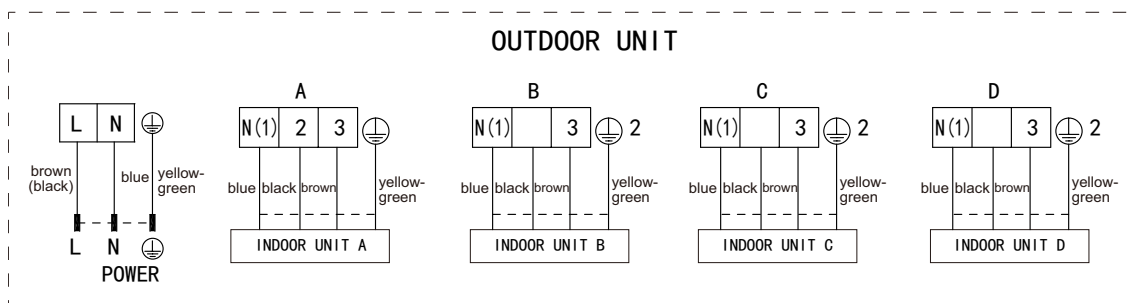 OUTDOOR UNIT
A B C D
L N
N(1) 2 3
N(1) 3 2
N(1) 3 2
N(1) 3 2
brown
(black)
blue yellow-
green
blue black brown yellow-
green
blue black brown yellow-
green
blue black brown yellow-
green
blue black brown yellow-
green
L N
POWER
INDOOR UNIT A
INDOOR UNIT B
INDOOR UNIT C
INDOOR UNIT D